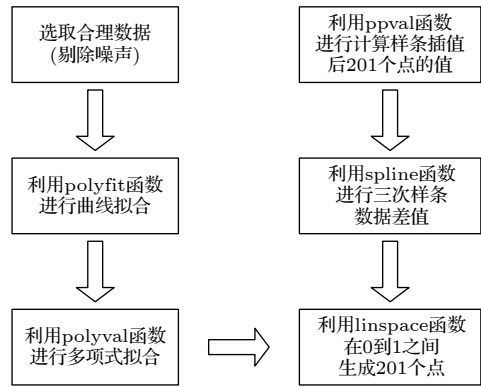 选取合理数据
(剔除噪声)
利用polyfit函数
进行曲线拟合
利用polyval函数
进行多项式拟合
利用ppval函数
进行计算样条插值
后201个点的值
利用spline函数
进行三次样条
数据差值
利用linspace函数
在0到1之间
生成201个点